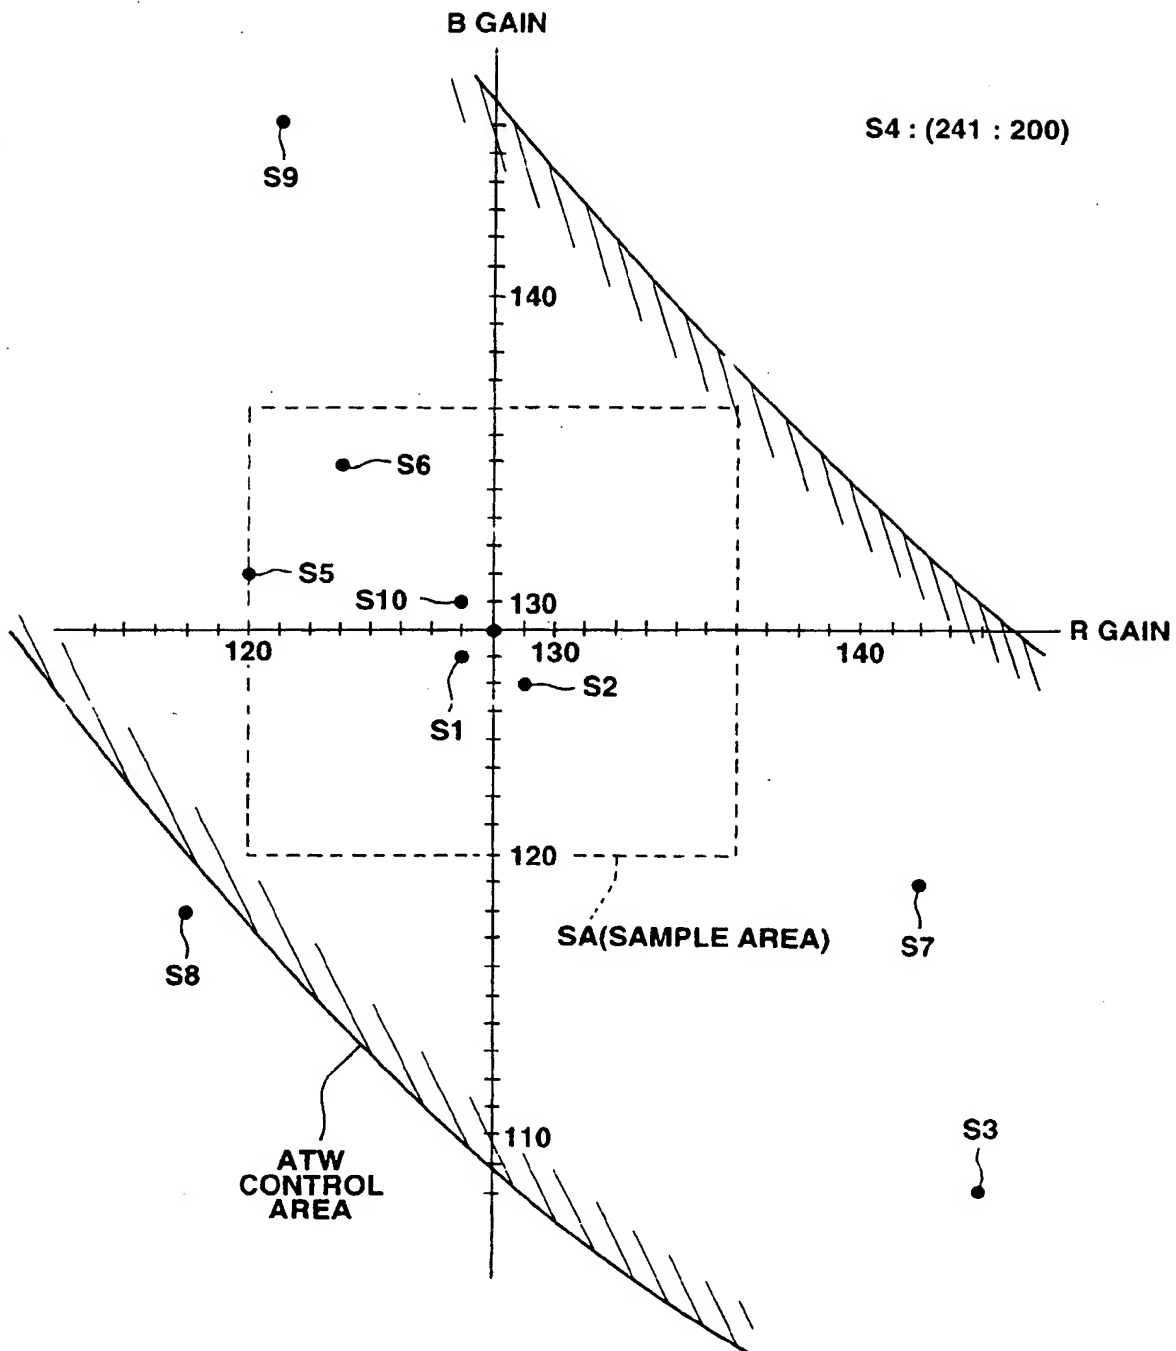 B GAIN
S4 : (241 : 200)
S9
140
S6
S5
S10
130
120
130
140
R GAIN
S2
S1
120
SA(SAMPLE AREA)
S7
S8
110
S3
ATW
CONTROL
AREA